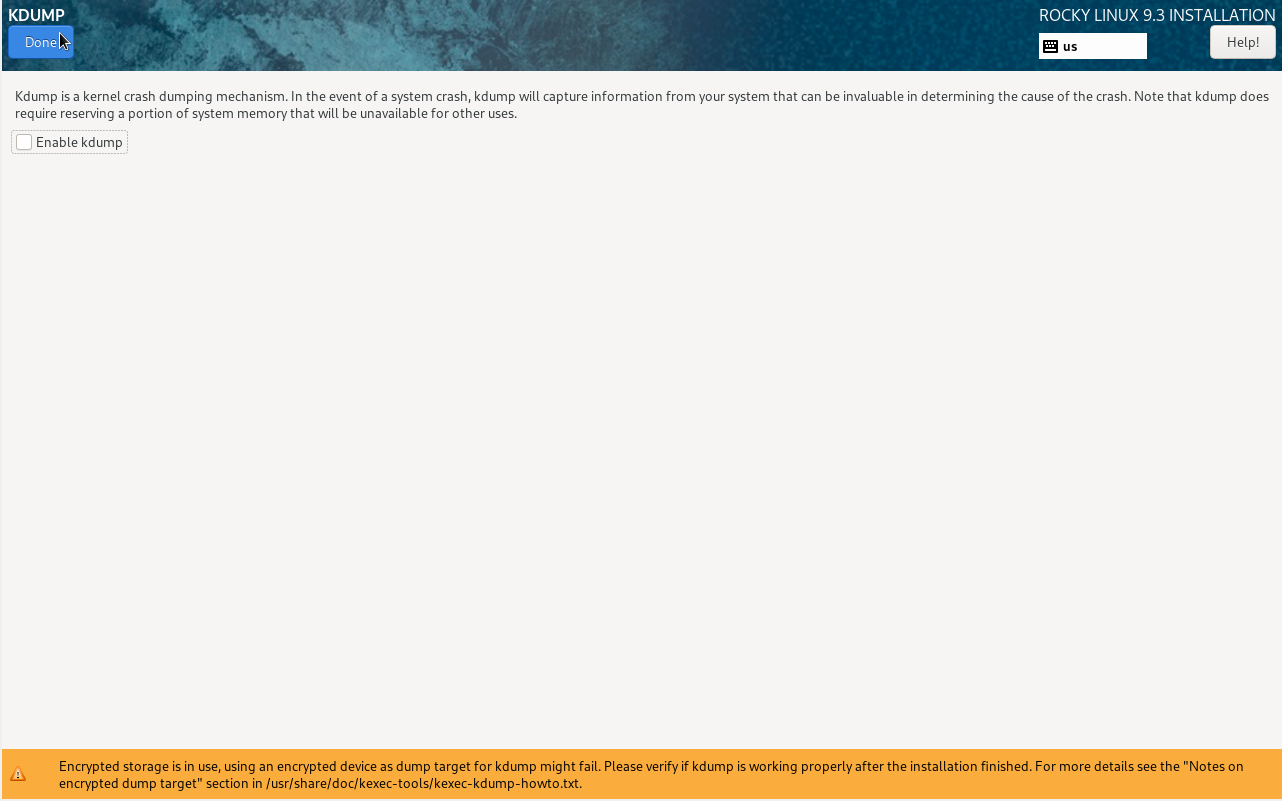 KDUMP
ROCKY LINUX 9.3 INSTALLATION
Done
us
Help!
Kdump is a kernel crash dumping mechanism. In the event of a system crash, kdump will capture information from your system that can be invaluable in determining the cause of the crash. Note that kdump does
require reserving a portion of system memory that will be unavailable for other uses.
Enable kdump
Encrypted storage is in use, using an encrypted device as dump target for kdump might fail. Please verify if kdump is working properly after the installation finished. For more details see the "Notes on
encrypted dump target" section in /usr/share/doc/kexec-tools/kexec-kdump-howto.txt.